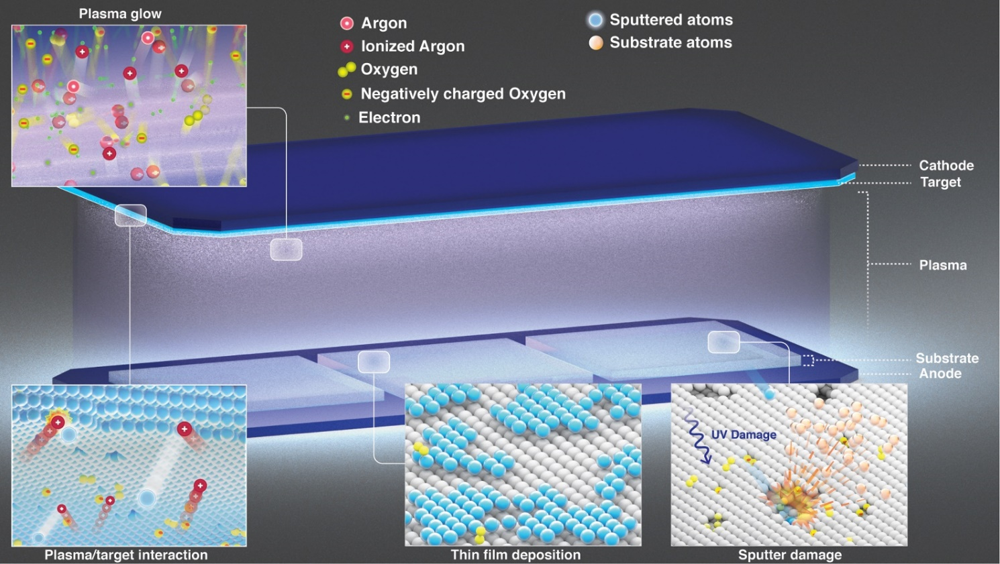 Plasma glow
Argon
Ionized Argon
Oxygen
Negatively charged Oxygen
Electron
Sputtered atoms
Substrate atoms
Cathode
Target
Plasma
Substrate
Anode
UV Damage
Plasma/target interaction
Thin film deposition
Sputter damage